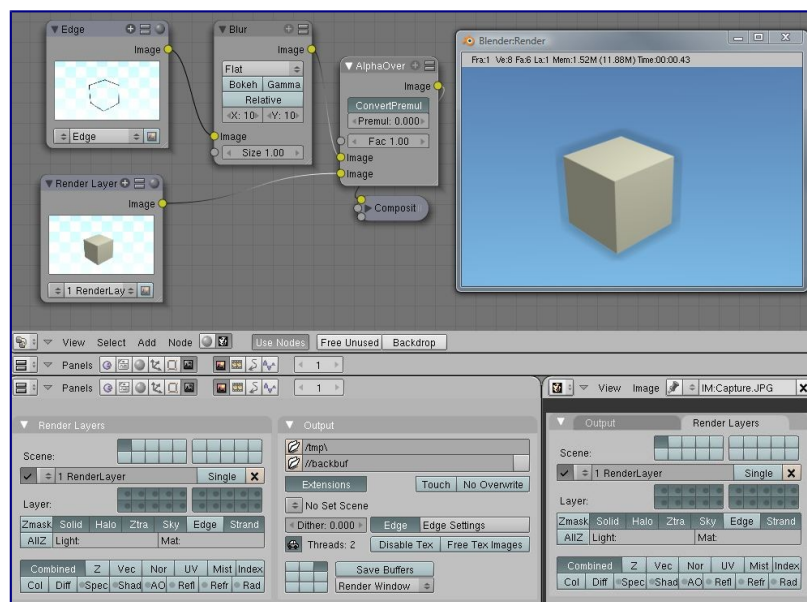 Edge
Image
Edge
Blur
Image
Flat
Bokeh Gamma
Relative
X: 10 Y: 10
Image
Size 1.00
AlphaOver
Image
ConvertPremul
Premul: 0.000
Fac 1.00
Image
Image
Composit
Render Layer
Image
1 RenderLay
Blender:Render
Fra:1 Ve:8 Fa:6 La:1 Mem:1.52M (11.88M) Time:00:00.43
View Select Add Node Use Nodes Free Unused Backdrop
Panels 1
Panels 1
View Image IM:Capture.JPG X
Render Layers
Scene:
1 RenderLayer Single X
Layer:
Zmask Solid Halo Ztra Sky Edge Strand
AllZ Light: Mat:
Combined Z Vec Nor UV Mist Index
Col Diff Spec Shad AO Refl Refr Rad
Output
/tmp\
//backbuf
Extensions Touch No Overwrite
No Set Scene
Dither: 0.000 Edge Edge Settings
Threads: 2 Disable Tex Free Tex Images
Save Buffers
Render Window
Output Render Layers
Scene:
1 RenderLayer Single X
Layer:
Zmask Solid Halo Ztra Sky Edge Strand
AllZ Light: Mat:
Combined Z Vec Nor UV Mist Index
Col Diff Spec Shad AO Refl Refr Rad